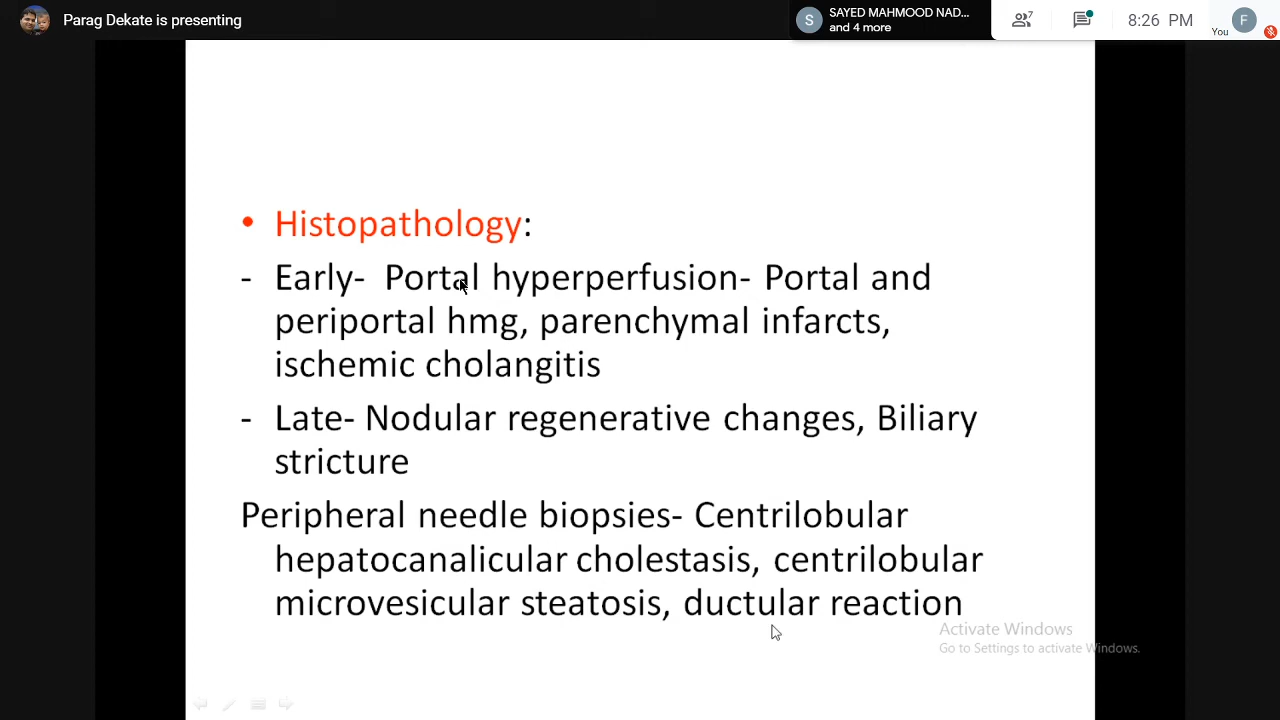 Parag Dekate is presenting
S
SAYED MAHMOOD NAD...
and 4 more
7
8:26 PM
You
F
• Histopathology:
- Early- Portal hyperperfusion- Portal and
periportal hmg, parenchymal infarcts,
ischemic cholangitis
- Late- Nodular regenerative changes, Biliary
stricture
Peripheral needle biopsies- Centrilobular
hepatocanalicular cholestasis, centrilobular
microvesicular steatosis, ductular reaction
Activate Windows
Go to Settings to activate Windows.